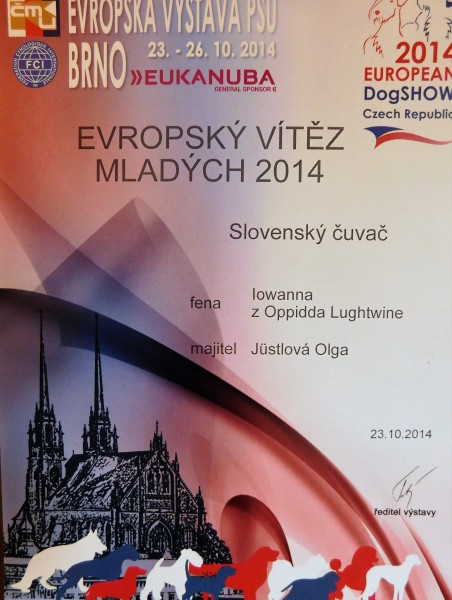 EVROPSKÁ VÝSTAVA PSŮ
23. - 26. 10. 2014
BRNO
»EUKANUBA
GENERAL SPONSOR
ČMKU
FCI
2014
EUROPEAN
DogSHOW
Czech Republic
EVROPSKÝ VÍTĚZ
MLADÝCH 2014
Slovenský čuvač
fena Iowanna
z Oppidda Lughtwine
majitel Jüstlová Olga
23.10.2014
ředitel výstavy